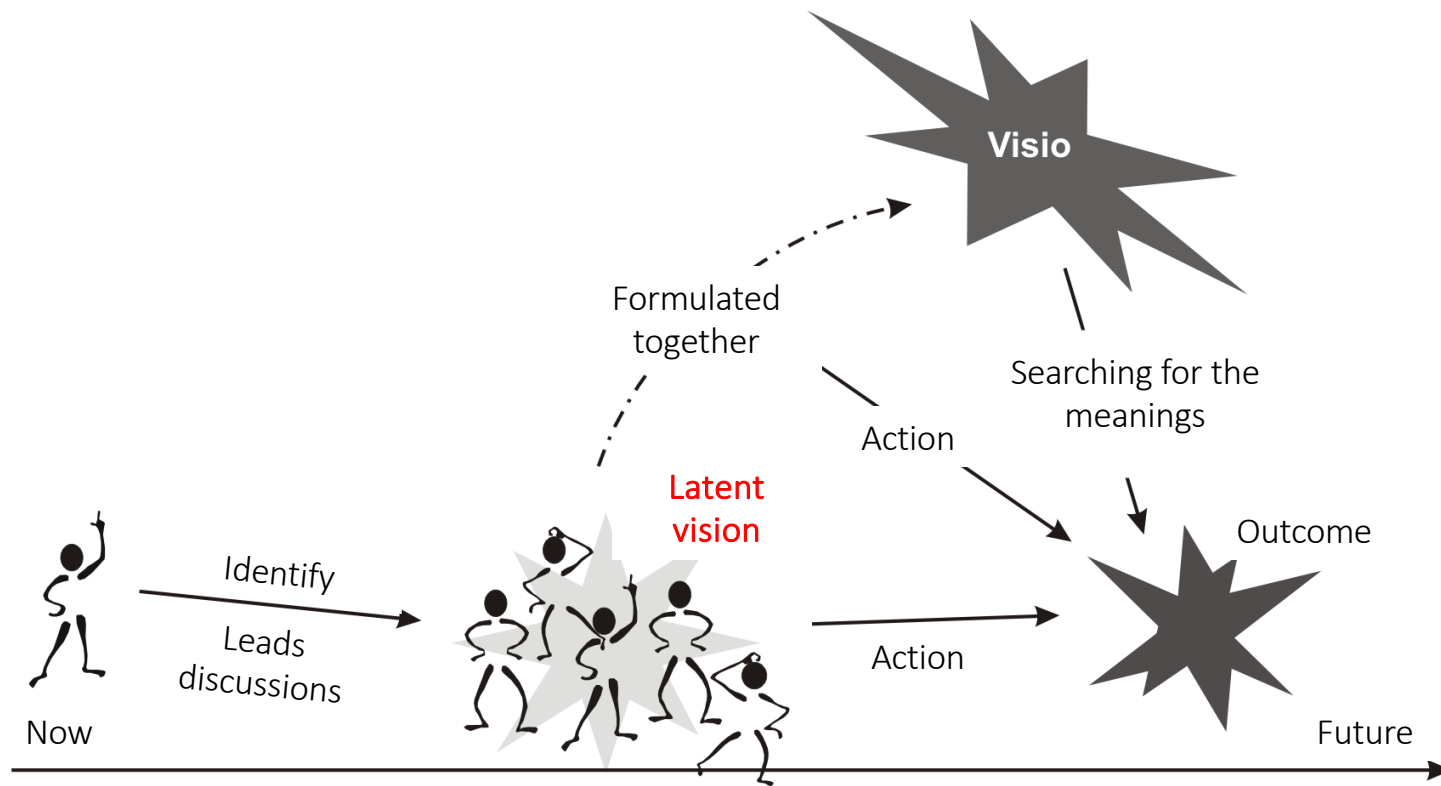 Visio
Formulated
together
Searching for the
meanings
Action
Latent
vision
Outcome
Identify
Leads
discussions
Action
Now
Future